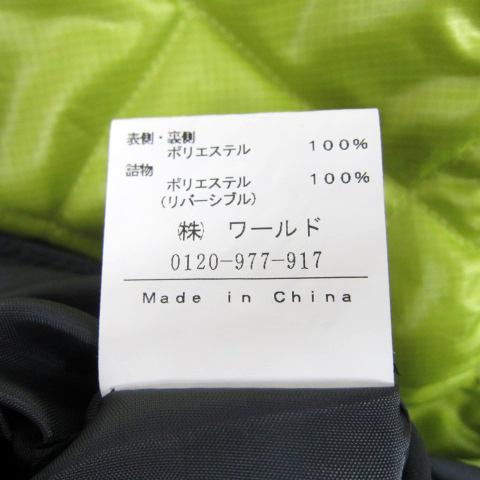 表側・裏側
ポリエステル 100%
詰物
ポリエステル 100%
(リバーシブル)
㈱ ワールド
0120-977-917
Made in China